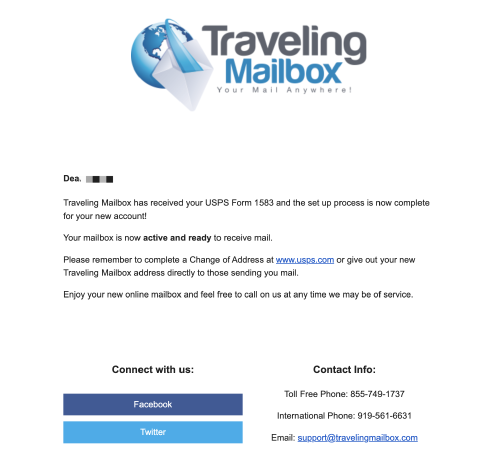 Traveling
Mailbox
Your Mail Anywhere!
Dea.
Traveling Mailbox has received your USPS Form 1583 and the set up process is now complete
for your new account!
Your mailbox is now active and ready to receive mail.
Please remember to complete a Change of Address at www.usps.com or give out your new
Traveling Mailbox address directly to those sending you mail.
Enjoy your new online mailbox and feel free to call on us at any time we may be of service.
Connect with us:
Facebook
Twitter
Contact Info:
Toll Free Phone: 855-749-1737
International Phone: 919-561-6631
Email: support@travelingmailbox.com